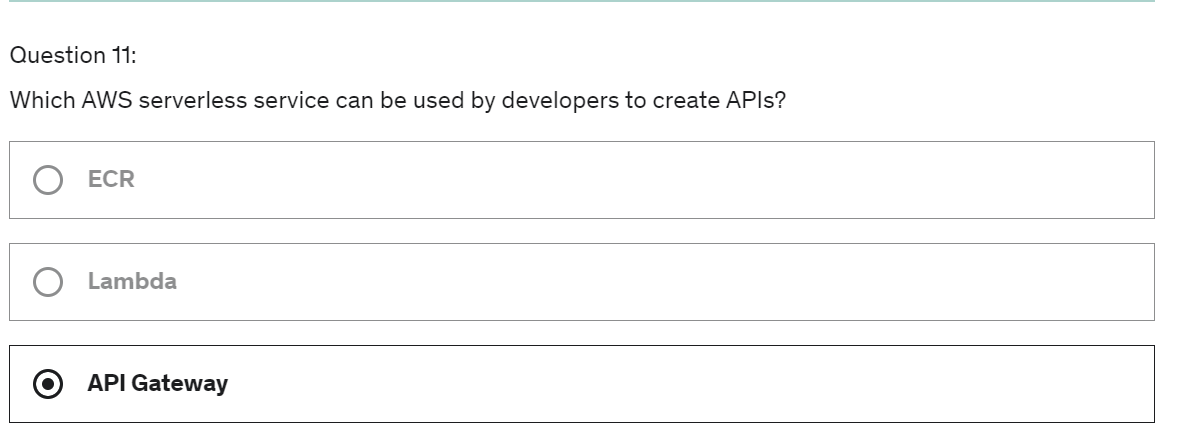 Question 11:
Which AWS serverless service can be used by developers to create APIs?
ECR
Lambda
API Gateway